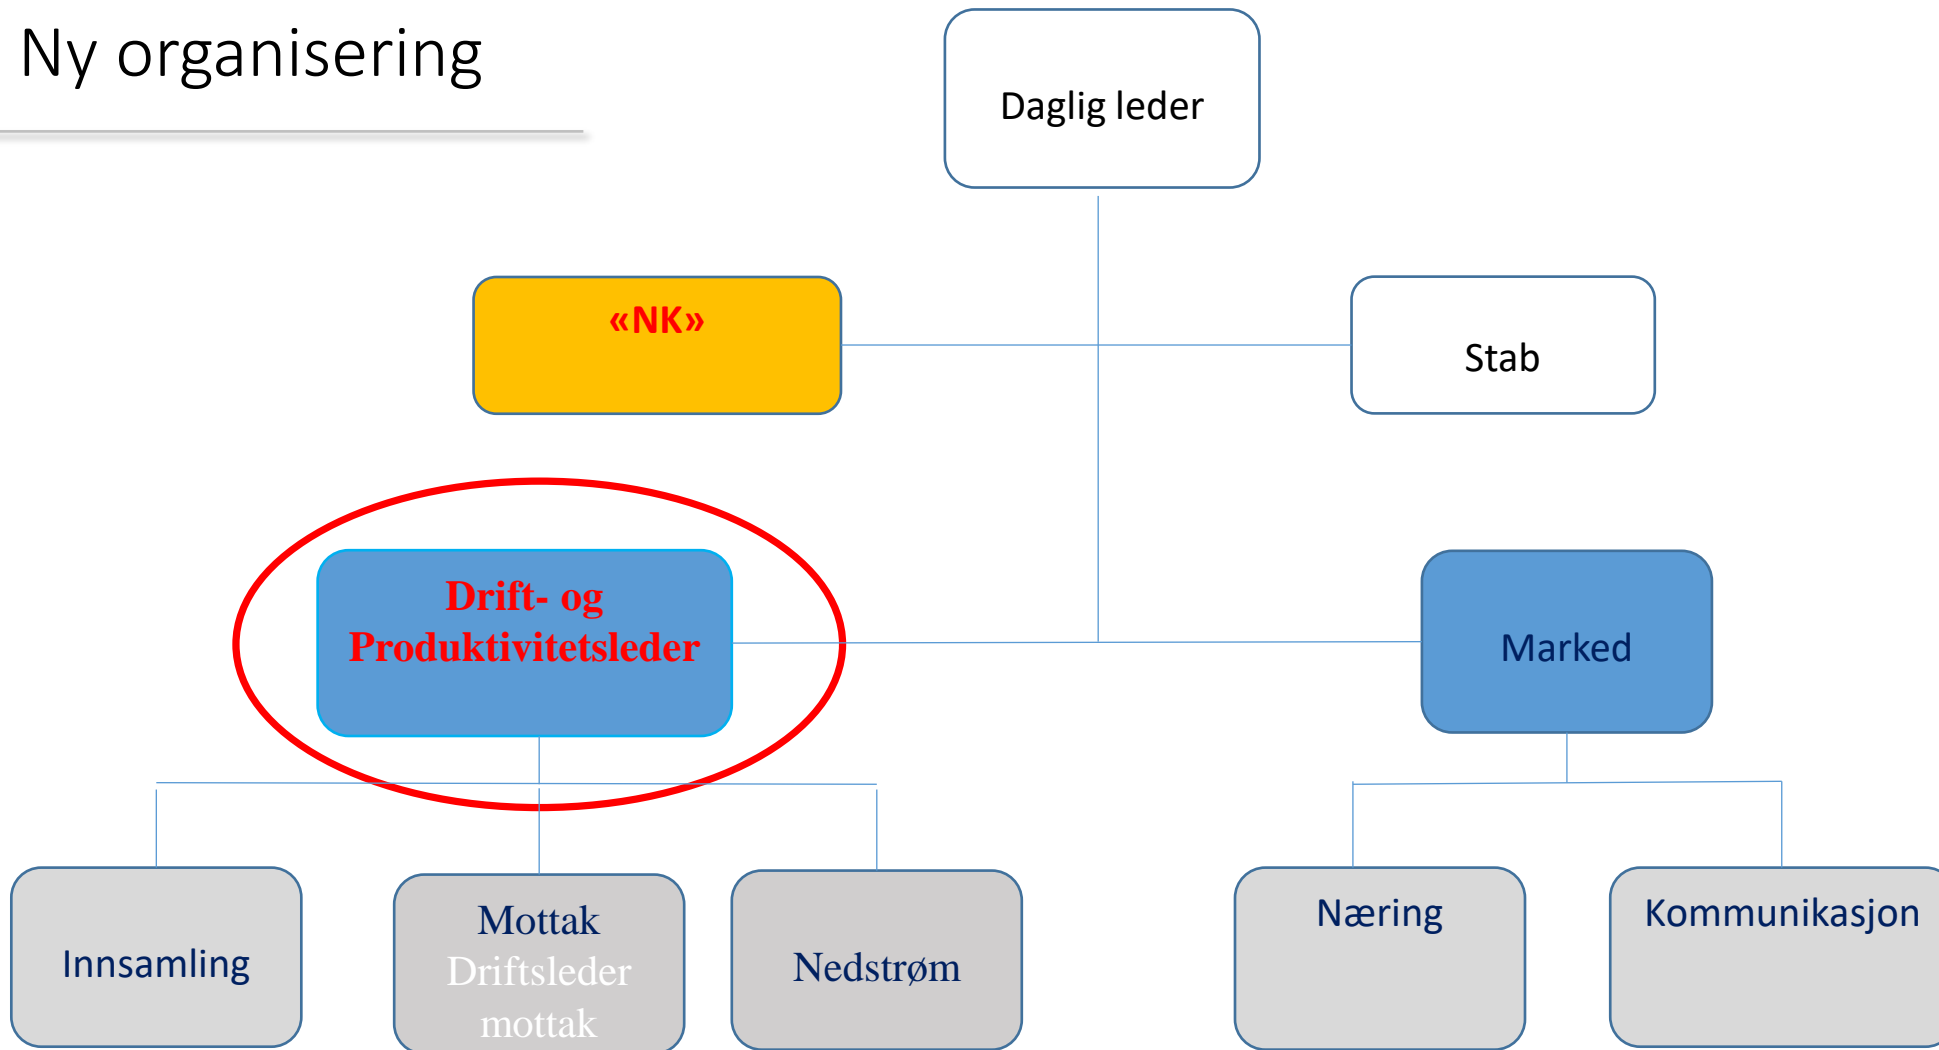 Ny organisering
Daglig leder
«NK»
Stab
Drift- og
Produktivitetsleder
Marked
Innsamling
Mottak
Driftsleder
mottak
Nedstrøm
Næring
Kommunikasjon